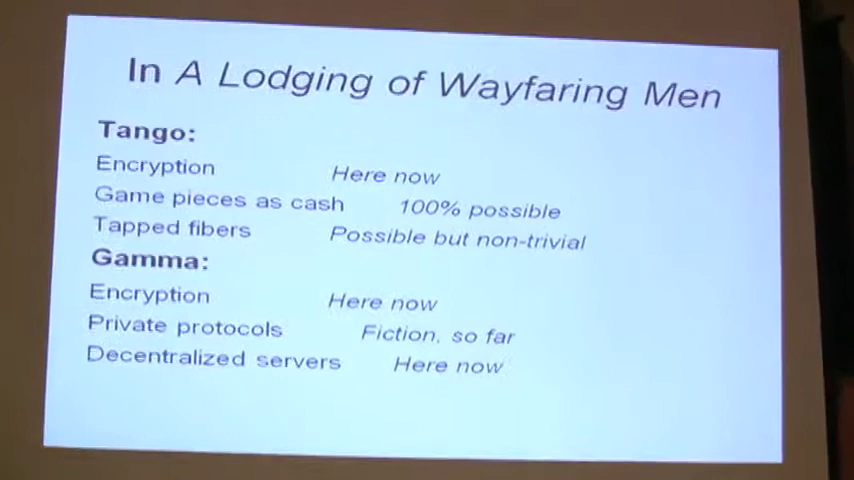 In A Lodging of Wayfaring Men
Tango:
Encryption Here now
Game pieces as cash 100% possible
Tapped fibers Possible but non-trivial
Gamma:
Encryption Here now
Private protocols Fiction, so far
Decentralized servers Here now